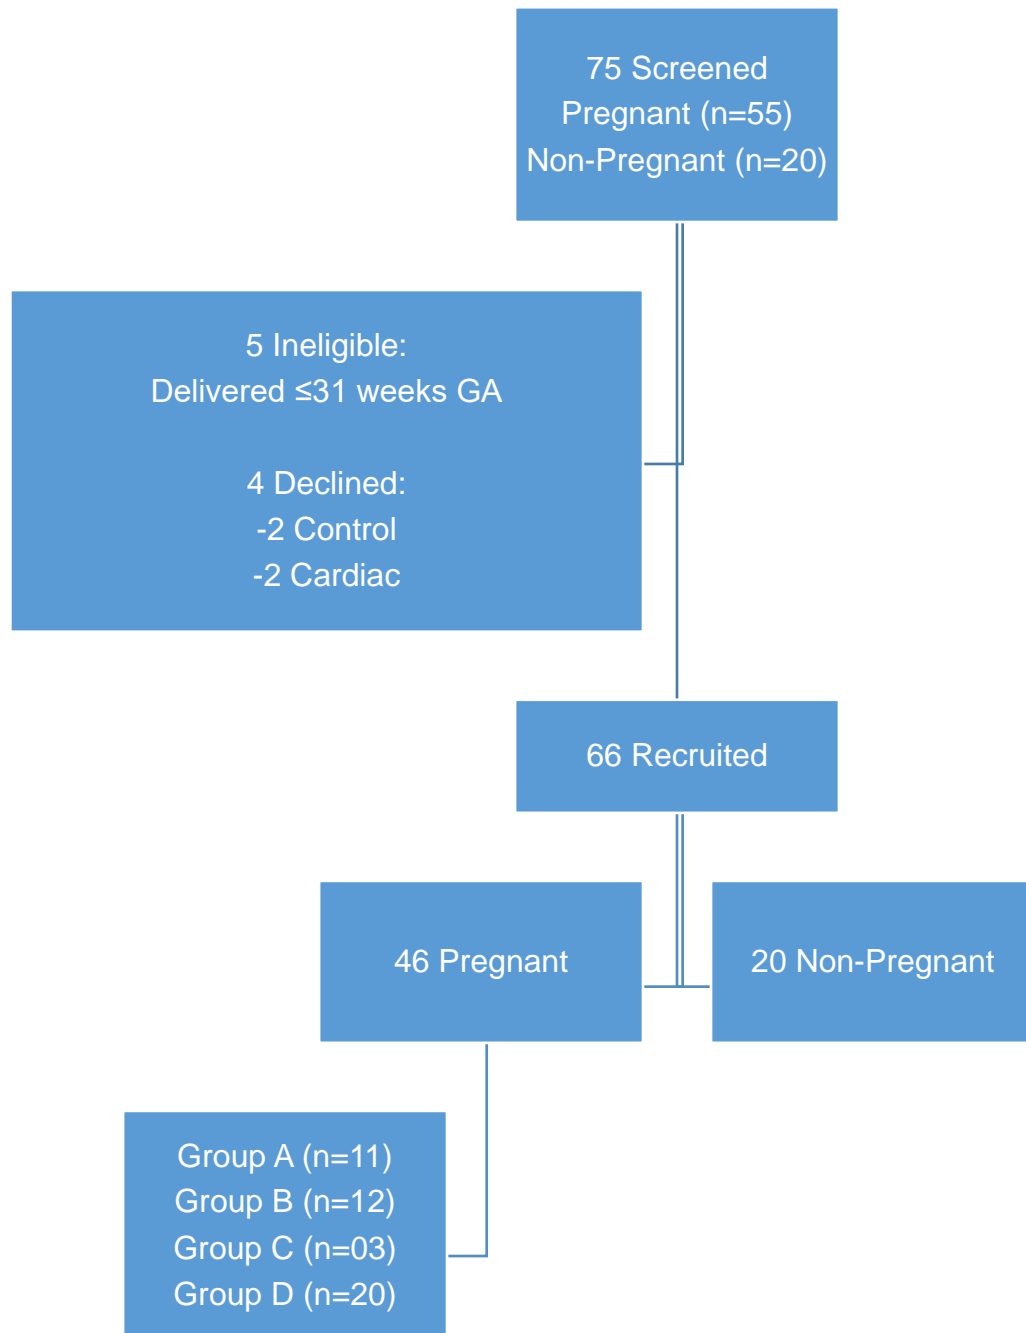 75 Screened
Pregnant (n=55)
Non-Pregnant (n=20)
5 Ineligible:
Delivered ≤31 weeks GA
4 Declined:
-2 Control
-2 Cardiac
66 Recruited
46 Pregnant
20 Non-Pregnant
Group A (n=11)
Group B (n=12)
Group C (n=03)
Group D (n=20)